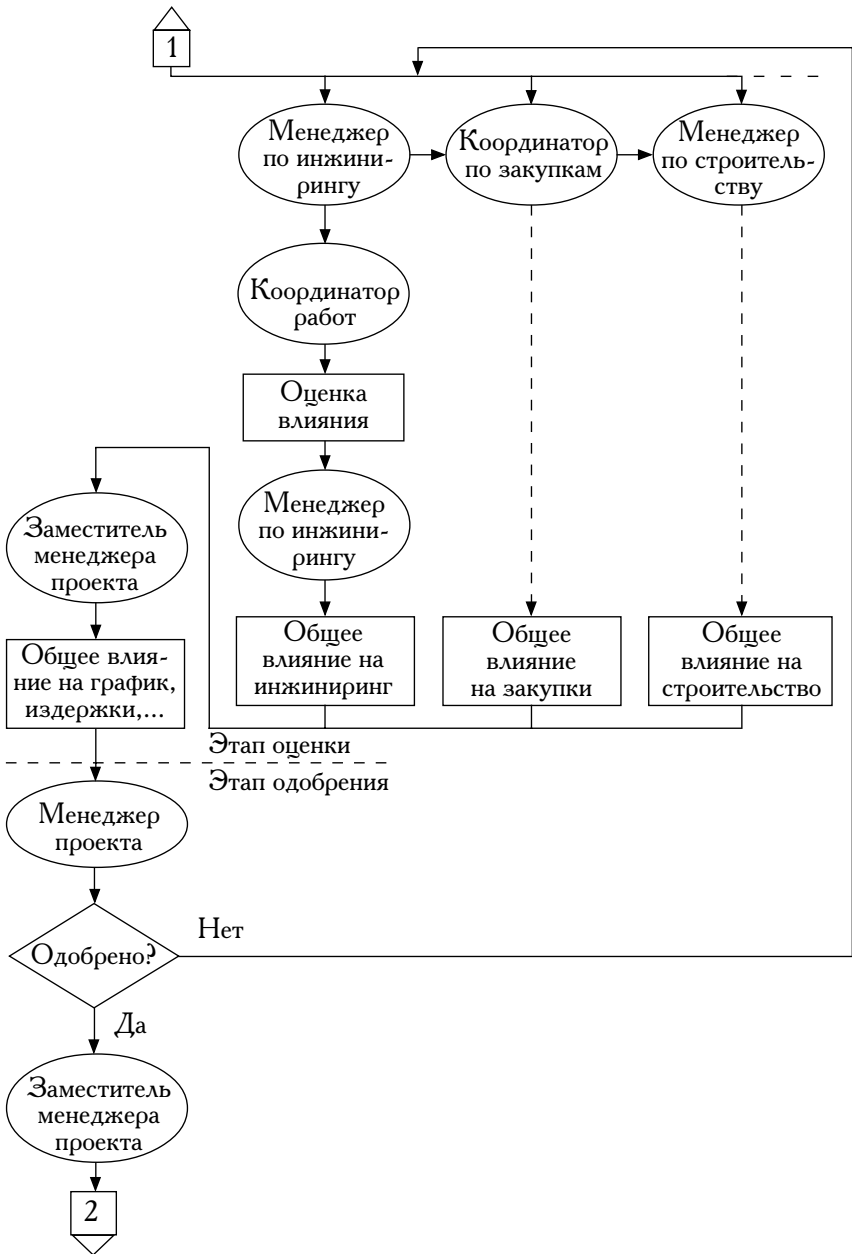 1
Менеджер
по инжини-
рингу
Координатор
по закупкам
Менеджер
по строитель-
ству
Координатор
работ
Оценка
влияния
Менеджер
по инжини-
рингу
Заместитель
менеджера
проекта
Общее влия-
ние на график,
издержки,...
Общее
влияние на
инжиниринг
Общее
влияние
на закупки
Общее
влияние на
строительство
Этап оценки
Этап одобрения
Менеджер
проекта
Одобрено?
Нет
Да
Заместитель
менеджера
проекта
2